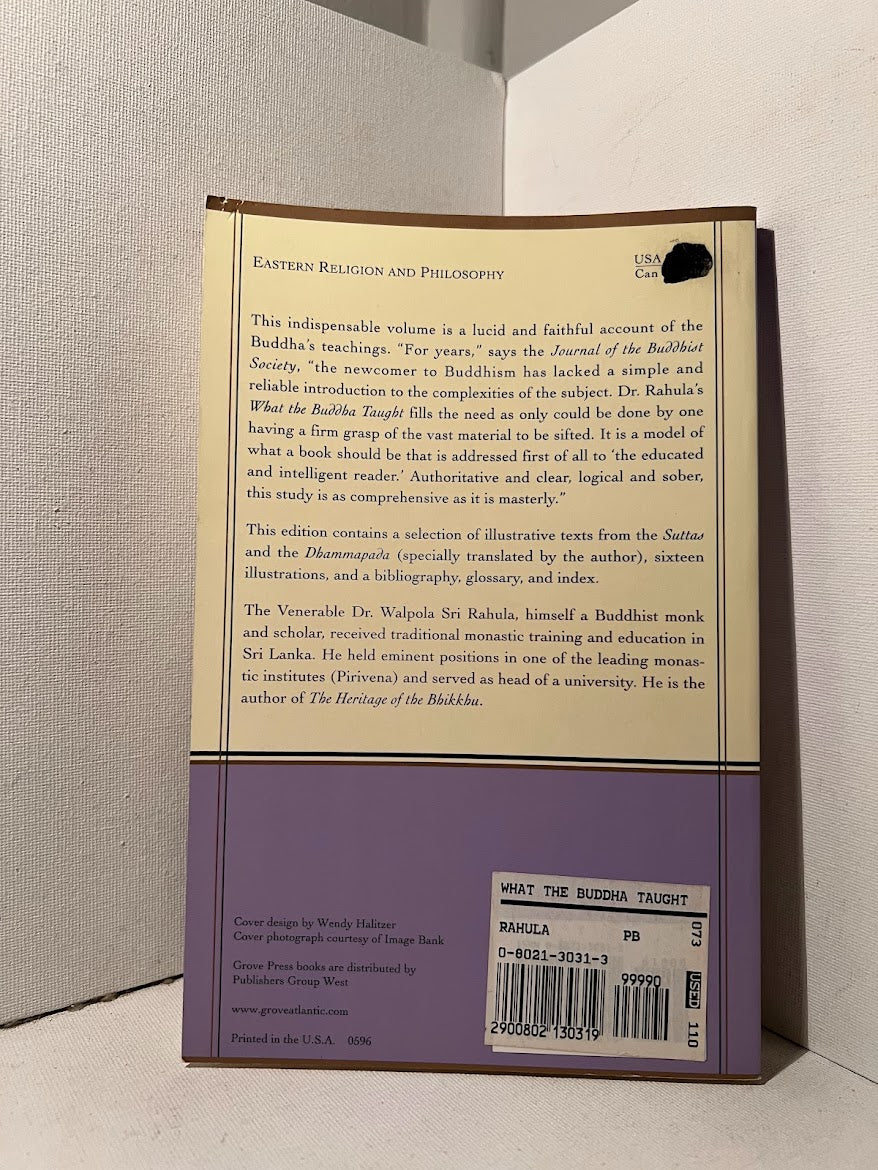 EASTERN RELIGION AND PHILOSOPHY
USA
Can
This indispensable volume is a lucid and faithful account of the
Buddha's teachings. “For years,” says the Journal of the Buddhist
Society, “the newcomer to Buddhism has lacked a simple and
reliable introduction to the complexities of the subject. Dr. Rahula's
What the Buddha Taught fills the need as only could be done by one
having a firm grasp of the vast material to be sifted. It is a model of
what a book should be that is addressed first of all to ‘the educated
and intelligent reader.’ Authoritative and clear, logical and sober,
this study is as comprehensive as it is masterly.”
This edition contains a selection of illustrative texts from the Suttas
and the Dhammapada (specially translated by the author), sixteen
illustrations, and a bibliography, glossary, and index.
The Venerable Dr. Walpola Sri Rahula, himself a Buddhist monk
and scholar, received traditional monastic training and education in
Sri Lanka. He held eminent positions in one of the leading monas-
tic institutes (Pirivena) and served as head of a university. He is the
author of The Heritage of the Bhikkhu.
Cover design by Wendy Halitzer
Cover photograph courtesy of Image Bank
Grove Press books are distributed by
Publishers Group West
www.groveatlantic.com
Printed in the U.S.A. 0596
WHAT THE BUDDHA TAUGHT
RAHULA PB
0-8021-3031-3
99990
2900802 130319
073
USED
110